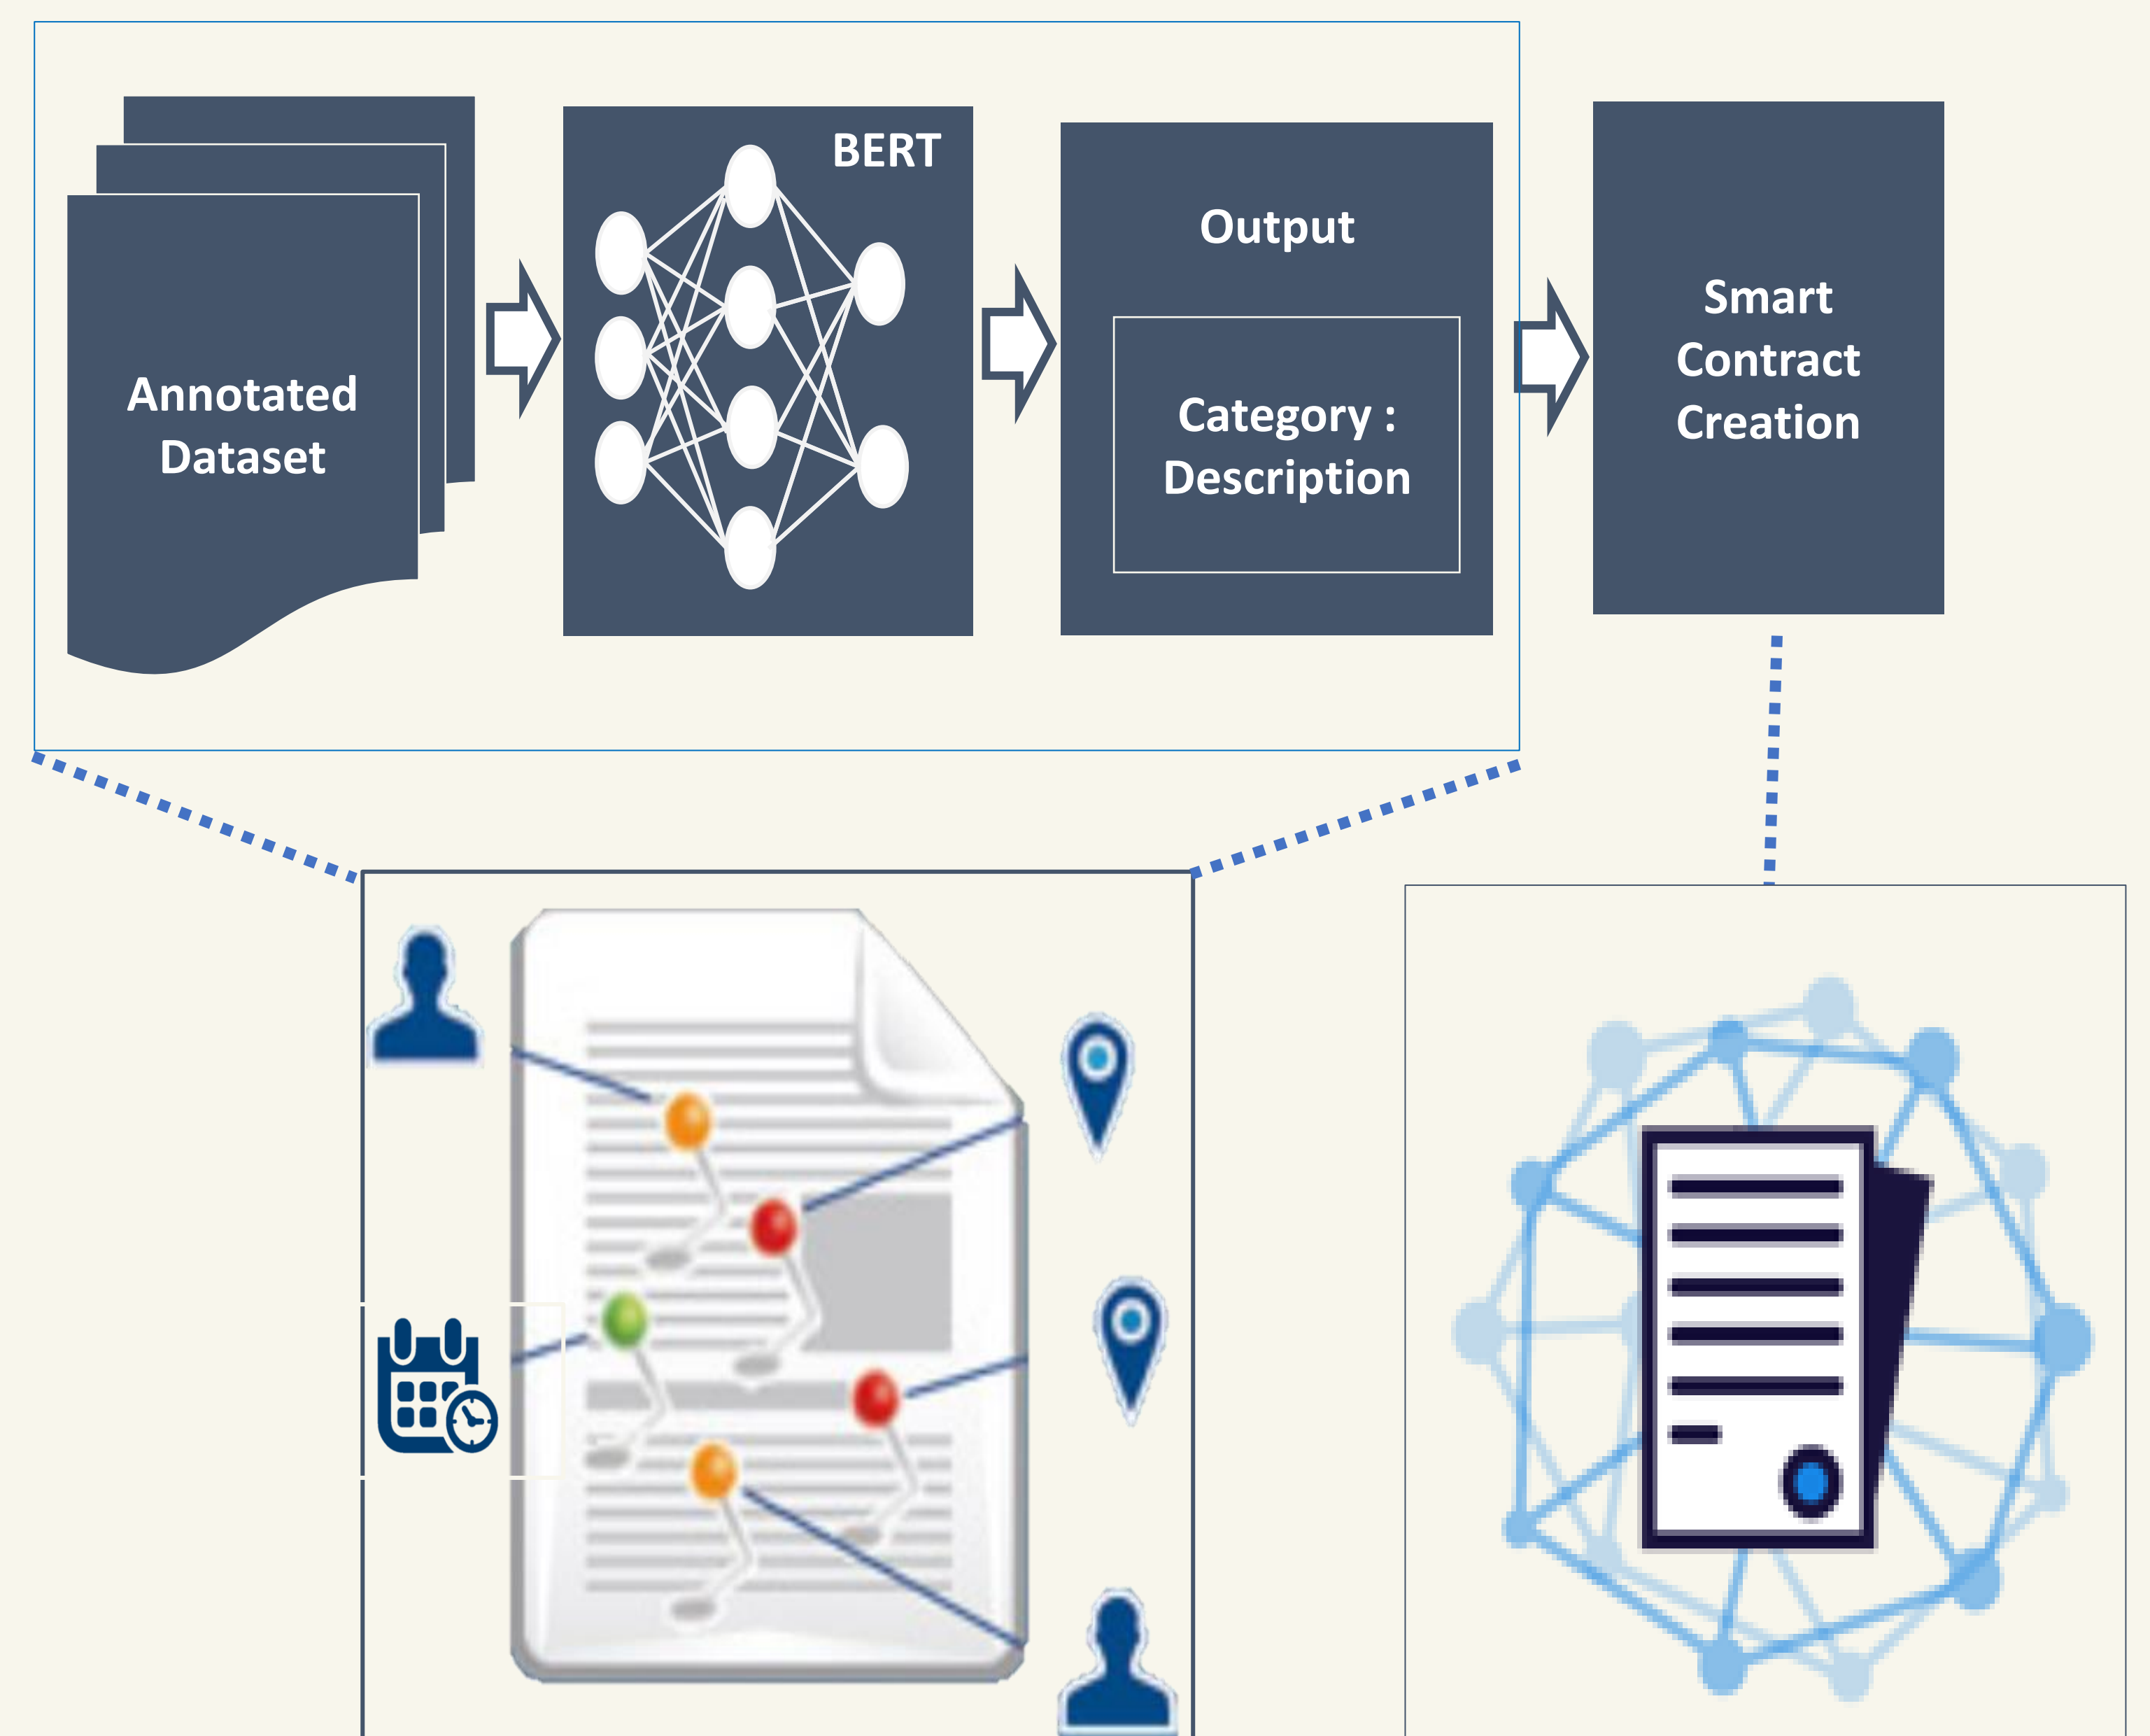 Annotated
Dataset
BERT
Output
Category :
Description
Smart
Contract
Creation